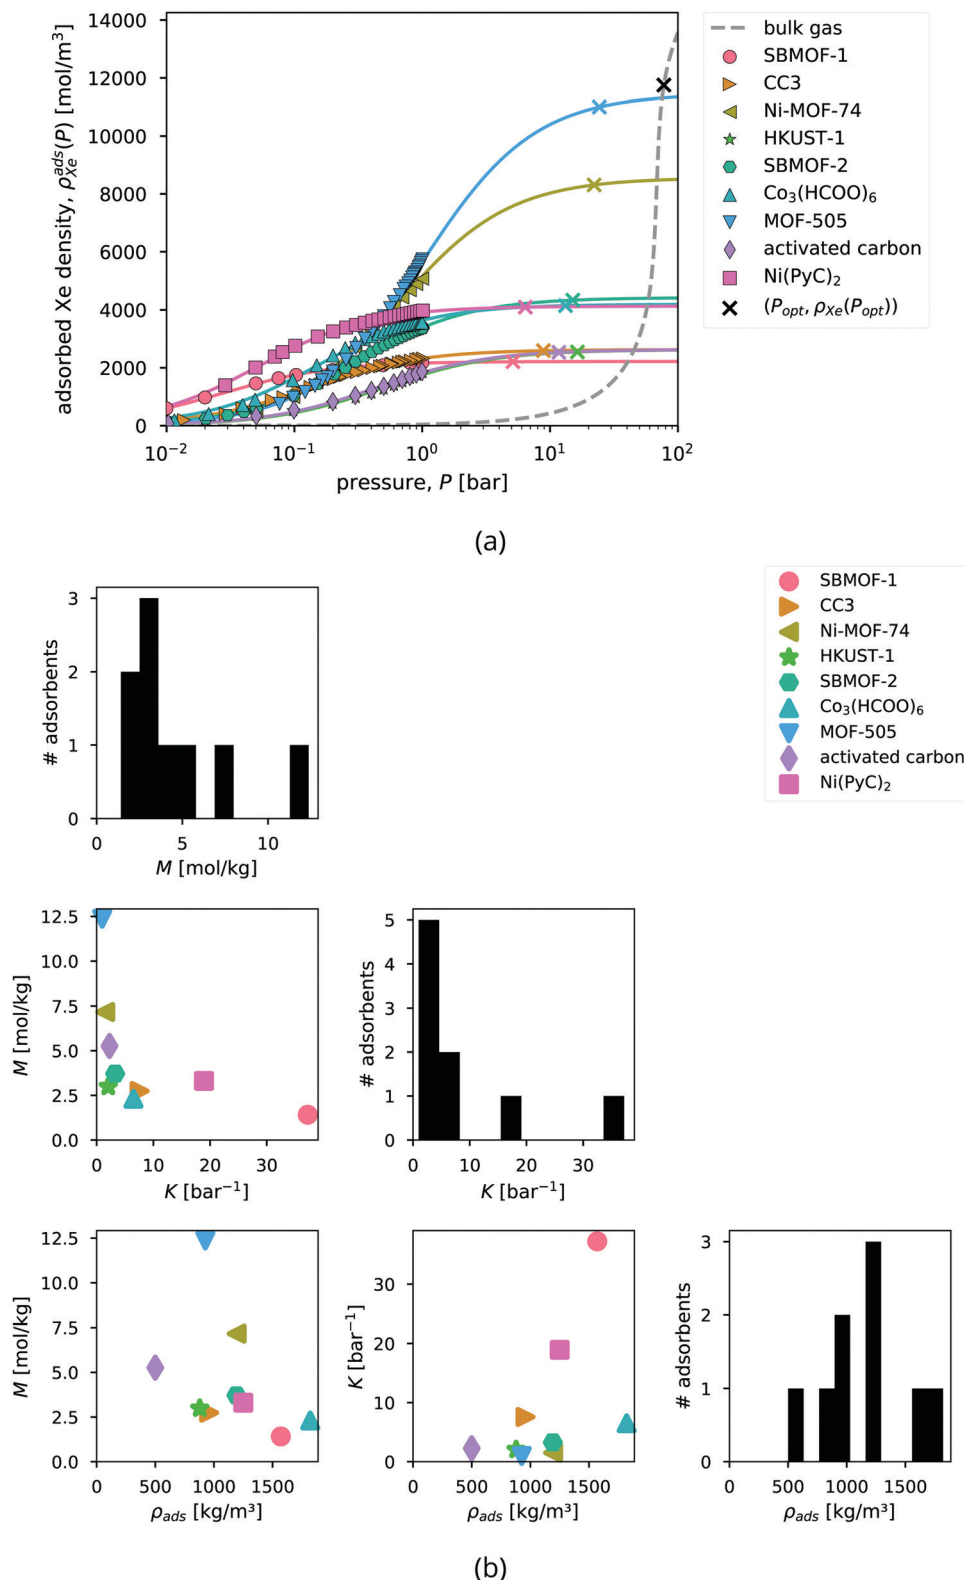 adsorbed Xe density, ρ_Xe^ads(P) [mol/m³]
14000
12000
10000
8000
6000
4000
2000
0
10⁻² 10⁻¹ 10⁰ 10¹ 10²
pressure, P [bar]
bulk gas
SBMOF-1
CC3
Ni-MOF-74
HKUST-1
SBMOF-2
Co₃(HCOO)₆
MOF-505
activated carbon
Ni(PyC)₂
(P_opt, ρ_Xe(P_opt))
(a)
# adsorbents
3
2
1
0
0 5 10
M [mol/kg]
SBMOF-1
CC3
Ni-MOF-74
HKUST-1
SBMOF-2
Co₃(HCOO)₆
MOF-505
activated carbon
Ni(PyC)₂
M [mol/kg]
12.5
10.0
7.5
5.0
2.5
0.0
0 10 20 30
K [bar⁻¹]
# adsorbents
5
4
3
2
1
0
0 10 20 30
K [bar⁻¹]
M [mol/kg]
12.5
10.0
7.5
5.0
2.5
0.0
0 500 1000 1500
ρ_ads [kg/m³]
K [bar⁻¹]
30
20
10
0
0 500 1000 1500
ρ_ads [kg/m³]
# adsorbents
3
2
1
0
0 500 1000 1500
ρ_ads [kg/m³]
(b)